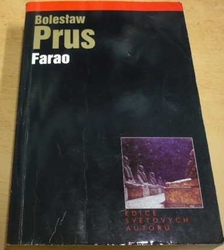 Bolesław
Prus
Farao
EDICE
SVĚTOVÝCH
AUTORŮ